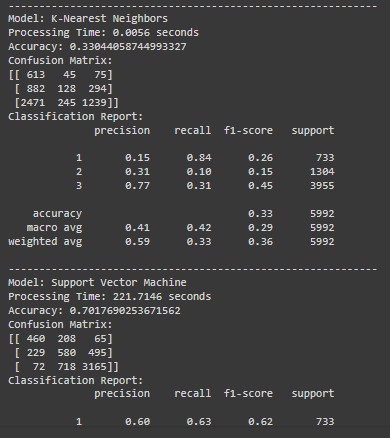 ------------------------------------------------------------
Model: K-Nearest Neighbors
Processing Time: 0.0056 seconds
Accuracy: 0.33044058744993327
Confusion Matrix:
[[ 613   45   75]
 [ 882  128  294]
 [2471  245 1239]]
Classification Report:
              precision    recall  f1-score   support

           1       0.15      0.84      0.26       733
           2       0.31      0.10      0.15      1304
           3       0.77      0.31      0.45      3955

    accuracy                           0.33      5992
   macro avg       0.41      0.42      0.29      5992
weighted avg       0.59      0.33      0.36      5992

------------------------------------------------------------
Model: Support Vector Machine
Processing Time: 221.7146 seconds
Accuracy: 0.7017690253671562
Confusion Matrix:
[[ 460  208   65]
 [ 229  580  495]
 [  72  718 3165]]
Classification Report:
              precision    recall  f1-score   support

           1       0.60      0.63      0.62       733